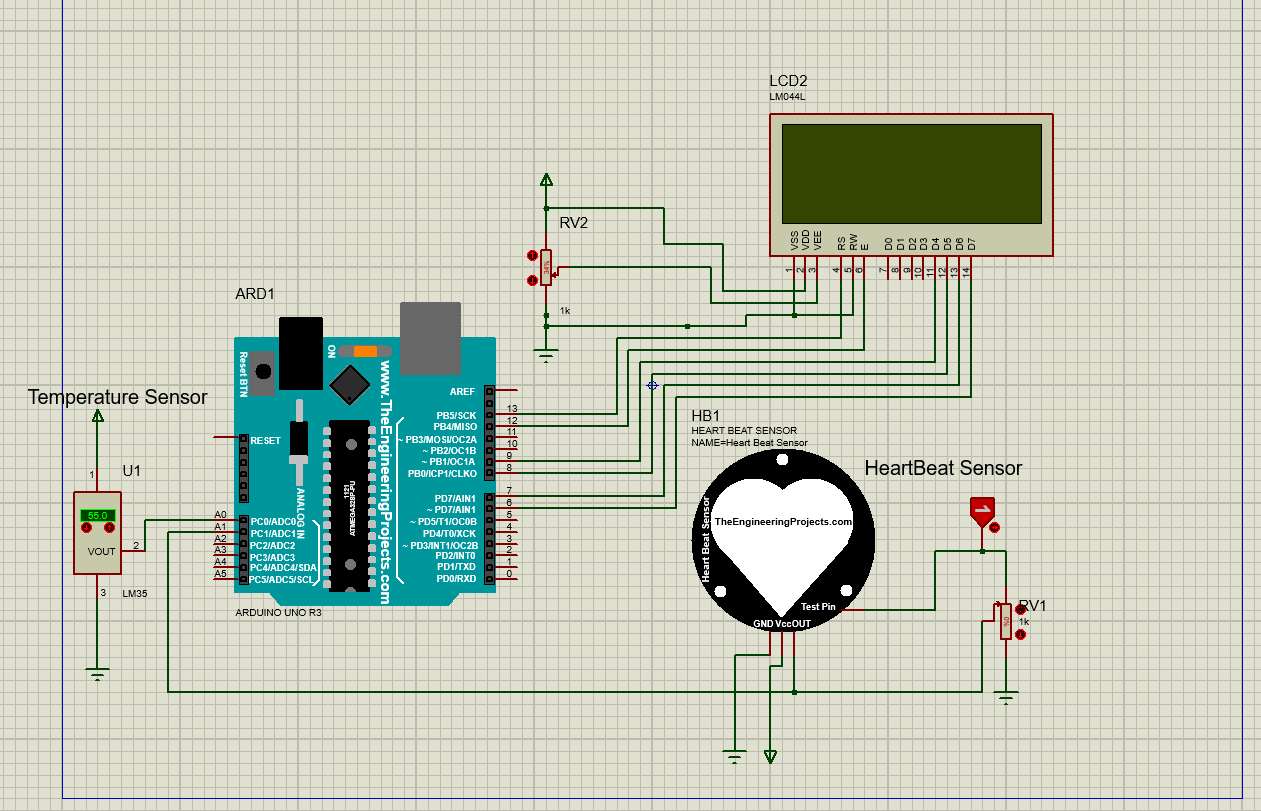 LCD2
LM044L
VSS
VDD
VEE
RS
RW
E
D0
D1
D2
D3
D4
D5
D6
D7
1
2
3
4
5
6
7
8
9
10
11
12
13
14
RV2
1k
ARD1
ON
Reset BTN
www.TheEngineeringProjects.com
AREF
PB5/SCK 13
PB4/MISO 12
~ PB3/MOSI/OC2A 11
~ PB2/OC1B 10
~ PB1/OC1A 9
PB0/ICP1/CLKO 8
PD7/AIN1 7
~ PD7/AIN1 6
~ PD5/T1/OC0B 5
PD4/T0/XCK 4
~ PD3/INT1/OC2B 3
PD2/INT0 2
PD1/TXD 1
PD0/RXD 0
RESET
1121
ATMEGA328P-PU
ANALOG IN
A0 PC0/ADC0
A1 PC1/ADC1
A2 PC2/ADC2
A3 PC3/ADC3
A4 PC4/ADC4/SDA
A5 PC5/ADC5/SCL
ARDUINO UNO R3
Temperature Sensor
U1
1
55.0
VOUT
2
3
LM35
HB1
HEART BEAT SENSOR
NAME=Heart Beat Sensor
HeartBeat Sensor
Heart Beat Sensor
TheEngineeringProjects.com
Test Pin
GND Vcc OUT
1
RV1
1k